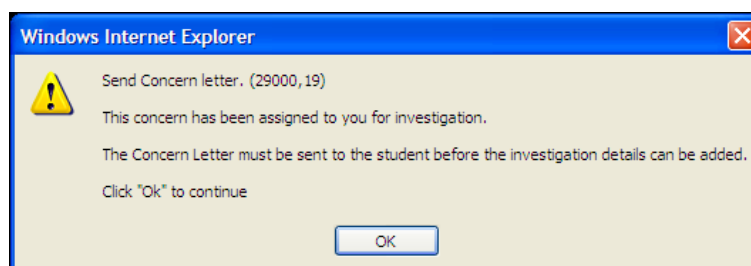 Windows Internet Explorer
Send Concern letter. (29000,19)
This concern has been assigned to you for investigation.
The Concern Letter must be sent to the student before the investigation details can be added.
Click "Ok" to continue
OK